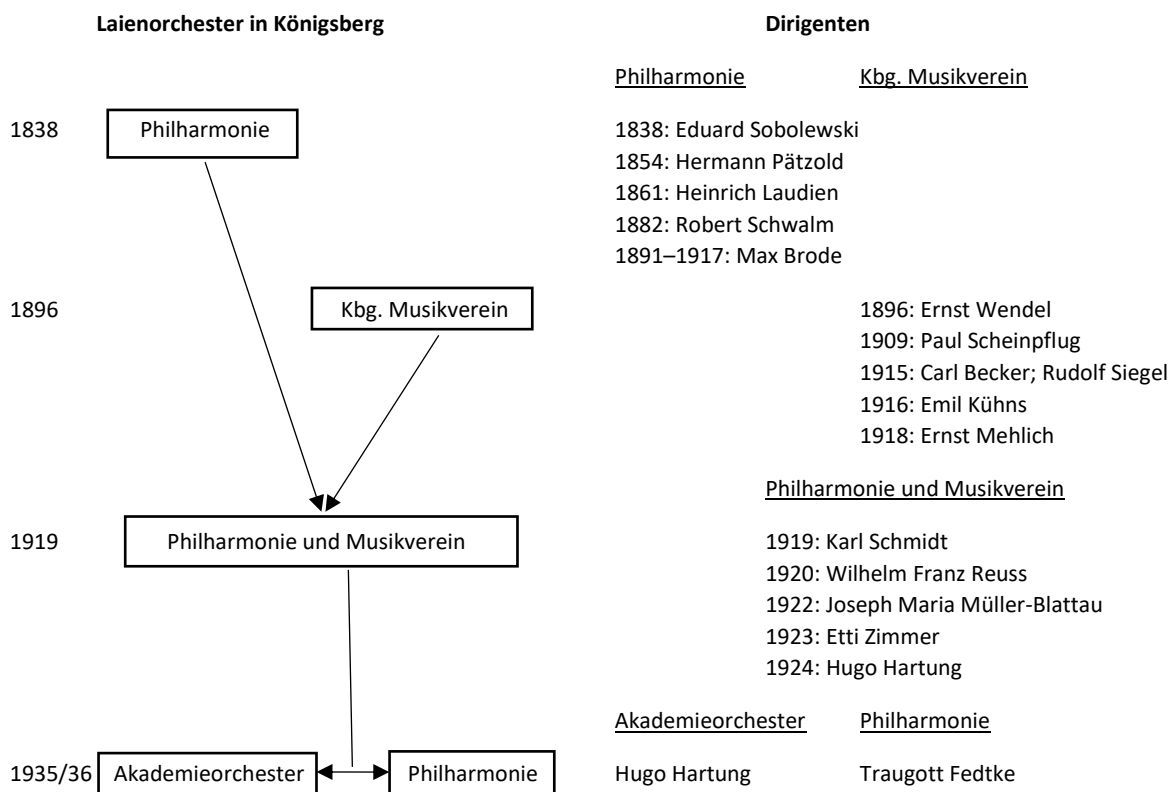 Laienorchester in Königsberg
Dirigenten
Philharmonie Kbg. Musikverein
1838 Philharmonie 1838: Eduard Sobolewski
1854: Hermann Pätzold
1861: Heinrich Laudien
1882: Robert Schwalm
1891–1917: Max Brode
1896 Kbg. Musikverein 1896: Ernst Wendel
1909: Paul Scheinpflug
1915: Carl Becker; Rudolf Siegel
1916: Emil Kühns
1918: Ernst Mehlich
Philharmonie und Musikverein
1919 Philharmonie und Musikverein 1919: Karl Schmidt
1920: Wilhelm Franz Reuss
1922: Joseph Maria Müller-Blattau
1923: Etti Zimmer
1924: Hugo Hartung
Akademieorchester Philharmonie
1935/36 Akademieorchester Philharmonie Hugo Hartung Traugott Fedtke